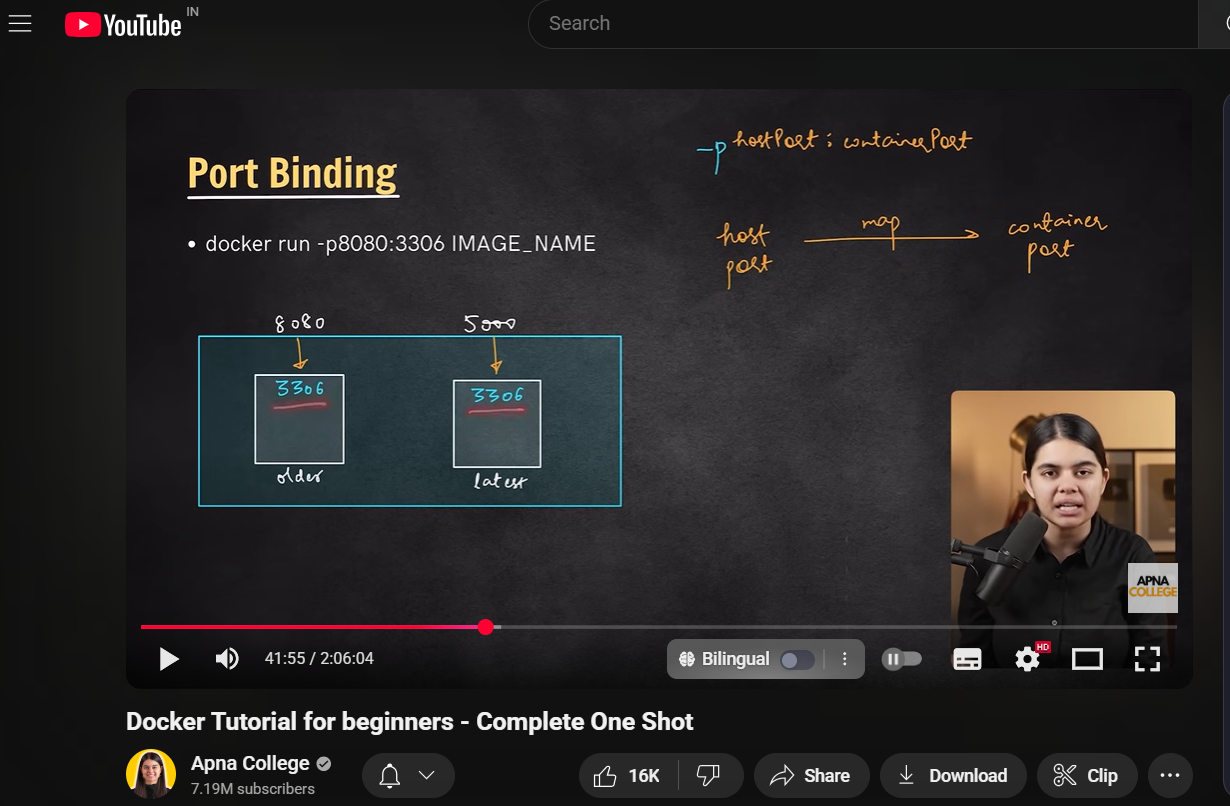 YouTube IN
Search
Port Binding
-p hostPort : containerPort
• docker run -p8080:3306 IMAGE_NAME
host port
map
container port
8080
5000
3306
3306
older
latest
APNA
COLLEGE
41:55 / 2:06:04
Bilingual
HD
Docker Tutorial for beginners - Complete One Shot
Apna College
7.19M subscribers
16K
Share
Download
Clip